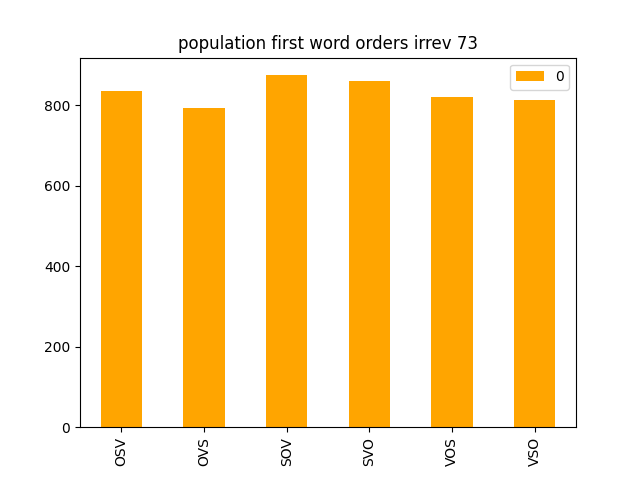 population first word orders irrev 73
0
800
600
400
200
0
OSV
OVS
SOV
SVO
VOS
VSO